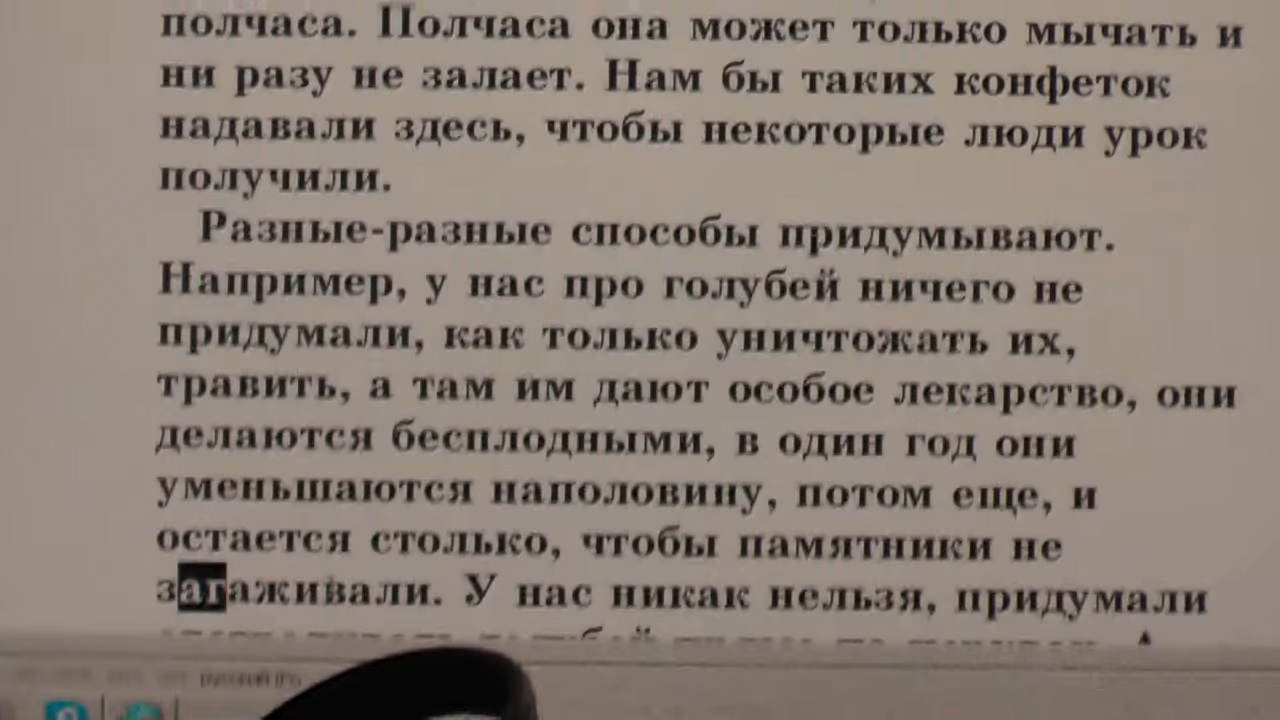 полчаса. Полчаса она может только мычать и
ни разу не залает. Нам бы таких конфеток
надавали здесь, чтобы некоторые люди урок
получили.
Разные-разные способы придумывают.
Например, у нас про голубей ничего не
придумали, как только уничтожать их,
травить, а там им дают особое лекарство, они
делаются бесплодными, в один год они
уменьшаются наполовину, потом еще, и
остается столько, чтобы памятники не
загаживали. У нас никак нельзя, придумали